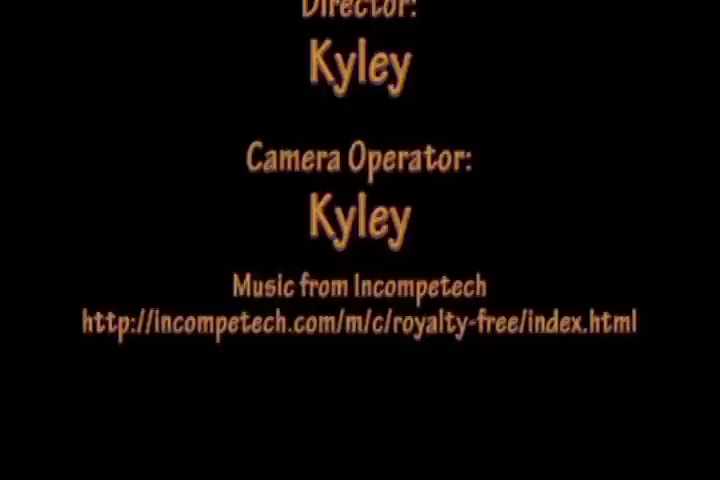 Director:
Kyley
Camera Operator:
Kyley
Music from Incompetech
http://incompetech.com/m/c/royalty-free/index.html